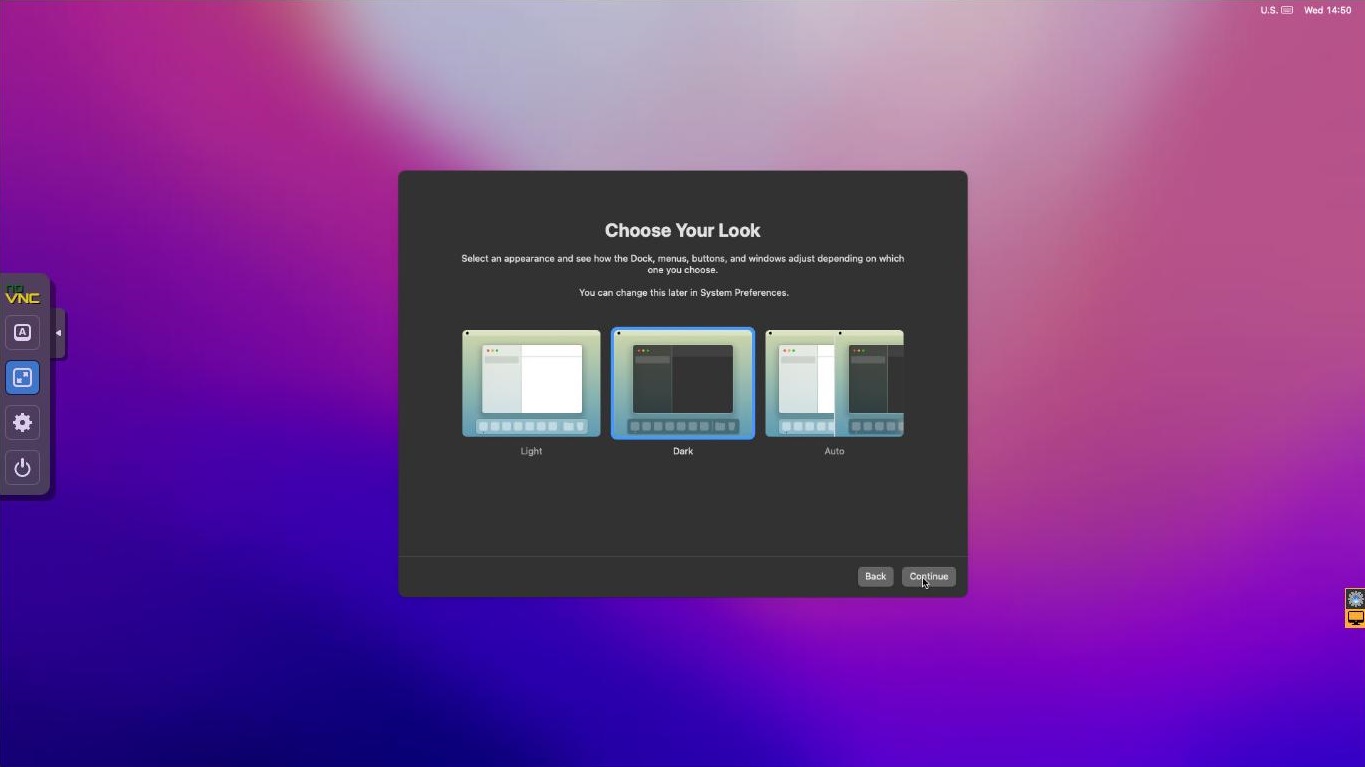 U.S. Wed 14:50
Choose Your Look
Select an appearance and see how the Dock, menus, buttons, and windows adjust depending on which
one you choose.
You can change this later in System Preferences.
no
VNC
A
Light Dark Auto
Back Continue